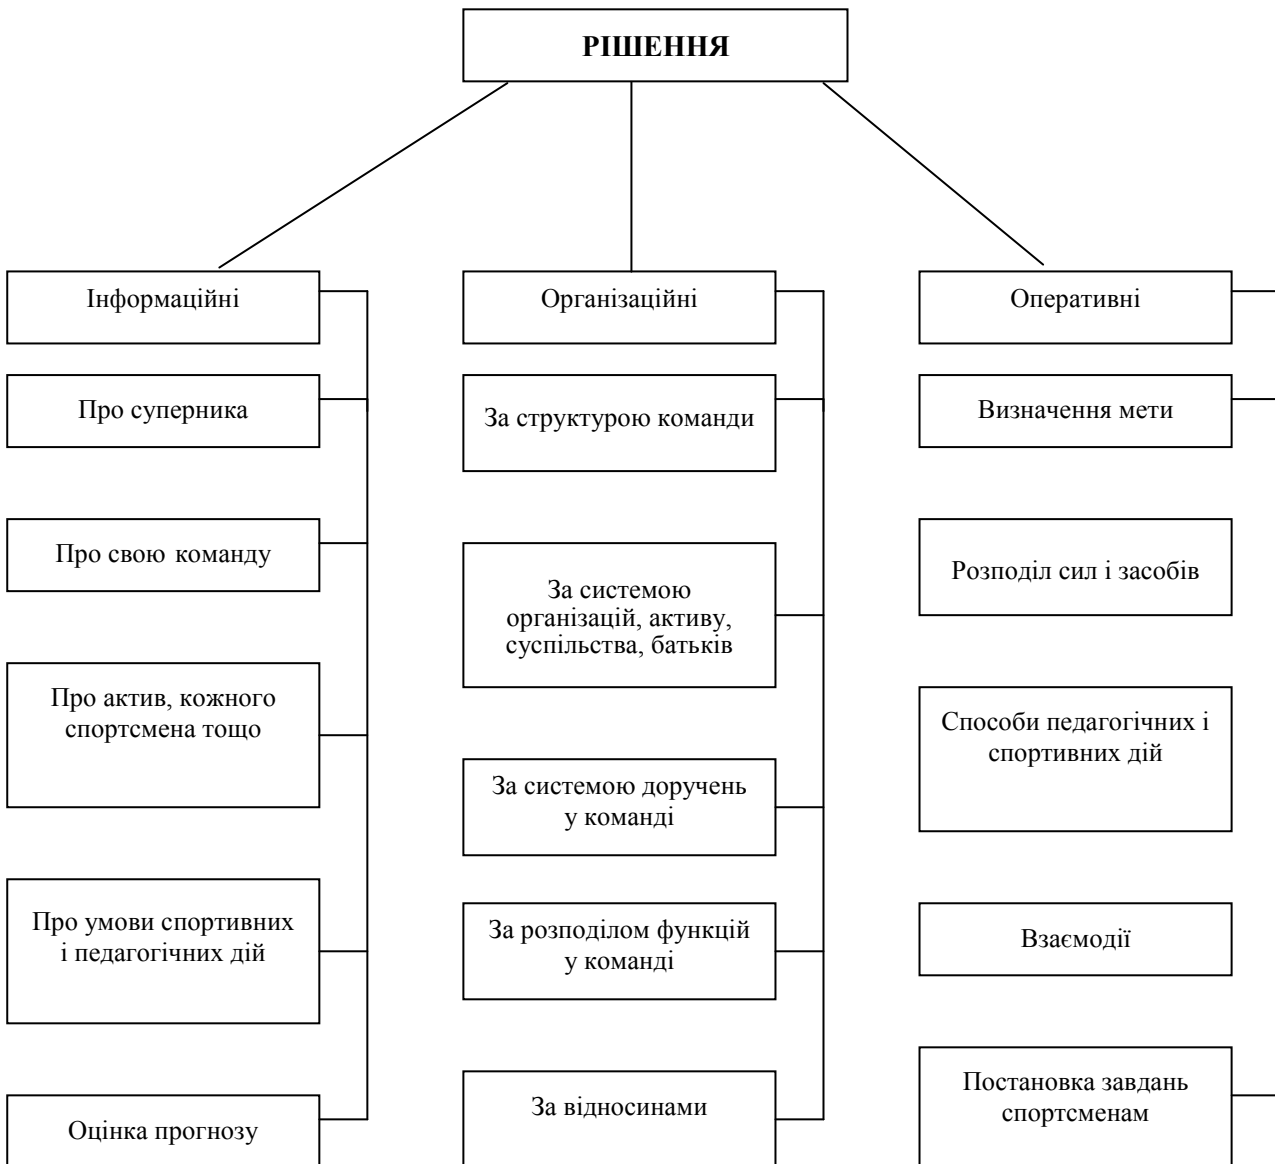 РІШЕННЯ
Інформаційні
Про суперника
Про свою команду
Про актив, кожного
спортсмена тощо
Про умови спортивних
і педагогічних дій
Оцінка прогнозу
Організаційні
За структурою команди
За системою
організацій, активу,
суспільства, батьків
За системою доручень
у команді
За розподілом функцій
у команді
За відносинами
Оперативні
Визначення мети
Розподіл сил і засобів
Способи педагогічних і
спортивних дій
Взаємодії
Постановка завдань
спортсменам